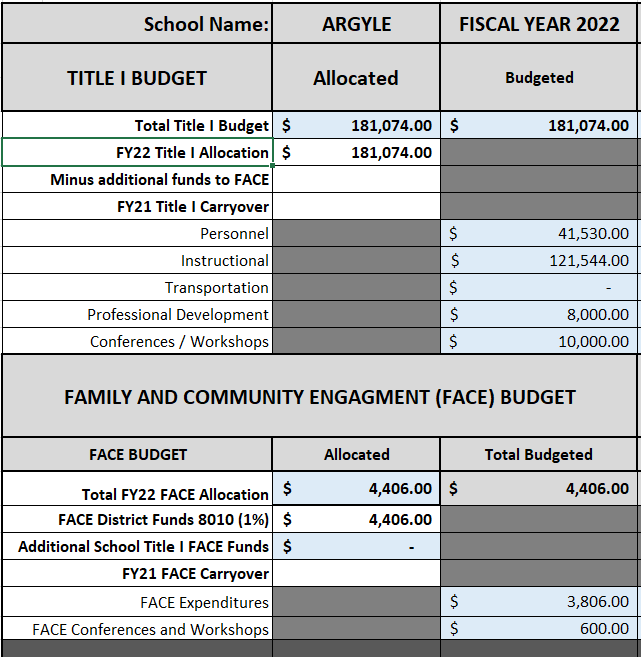 School Name: ARGYLE FISCAL YEAR 2022
TITLE I BUDGET Allocated Budgeted
Total Title I Budget $ 181,074.00 $ 181,074.00
FY22 Title I Allocation $ 181,074.00
Minus additional funds to FACE
FY21 Title I Carryover
Personnel $ 41,530.00
Instructional $ 121,544.00
Transportation $ -
Professional Development $ 8,000.00
Conferences / Workshops $ 10,000.00
FAMILY AND COMMUNITY ENGAGMENT (FACE) BUDGET
FACE BUDGET Allocated Total Budgeted
Total FY22 FACE Allocation $ 4,406.00 $ 4,406.00
FACE District Funds 8010 (1%) $ 4,406.00
Additional School Title I FACE Funds $ -
FY21 FACE Carryover
FACE Expenditures $ 3,806.00
FACE Conferences and Workshops $ 600.00